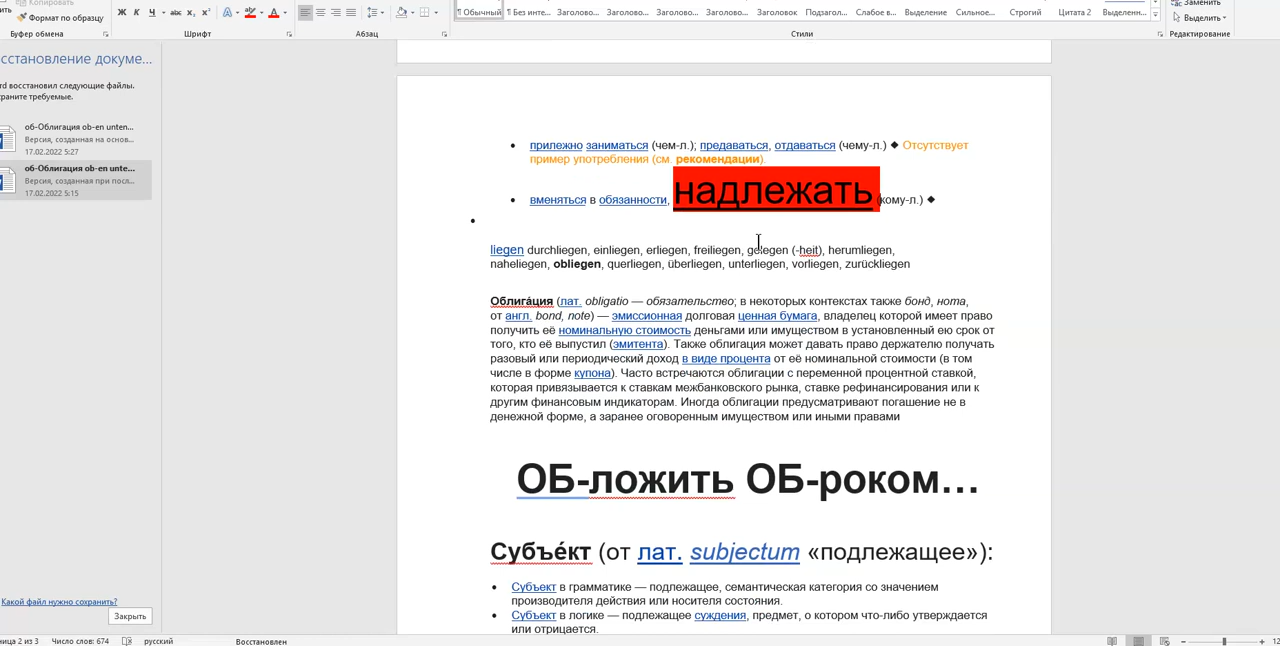 Копировать
Формат по образцу
Буфер обмена
Ж К Ч abc x₂ x²
Шрифт
Абзац
¶ Обычный ¶ Без инте... Заголово... Заголово... Заголово... Заголово... Заголовок Подзагол... Слабое в... Выделение Сильное... Строгий Цитата 2 Выделенн...
Стили
Заменить
Выделить
Редактирование
сстановление докуме...
rd восстановил следующие файлы.
храните требуемые.
об-Облигация ob-en unten...
Версия, созданная на основ...
17.02.2022 5:27
об-Облигация ob-en unte...
Версия, созданная при посл...
17.02.2022 5:15
Какой файл нужно сохранить?
Закрыть
• прилежно заниматься (чем-л.); предаваться, отдаваться (чему-л.) ◆ Отсутствует
пример употребления (см. рекомендации).
• вменяться в обязанности, надлежать (кому-л.) ◆
•
liegen durchliegen, einliegen, erliegen, freiliegen, gelegen (-heit), herumliegen,
naheliegen, obliegen, querliegen, überliegen, unterliegen, vorliegen, zurückliegen
Облига́ция (лат. obligatio — обязательство; в некоторых контекстах также бонд, нота,
от англ. bond, note) — эмиссионная долговая ценная бумага, владелец которой имеет право
получить её номинальную стоимость деньгами или имуществом в установленный ею срок от
того, кто её выпустил (эмитента). Также облигация может давать право держателю получать
разовый или периодический доход в виде процента от её номинальной стоимости (в том
числе в форме купона). Часто встречаются облигации с переменной процентной ставкой,
которая привязывается к ставкам межбанковского рынка, ставке рефинансирования или к
другим финансовым индикаторам. Иногда облигации предусматривают погашение не в
денежной форме, а заранее оговоренным имуществом или иными правами
ОБ-ложить ОБ-роком...
Субъе́кт (от лат. subjectum «подлежащее»):
• Субъект в грамматике — подлежащее, семантическая категория со значением
производителя действия или носителя состояния.
• Субъект в логике — подлежащее суждения, предмет, о котором что-либо утверждается
или отрицается.
ница 2 из 3 Число слов: 674 русский Восстановлен
12